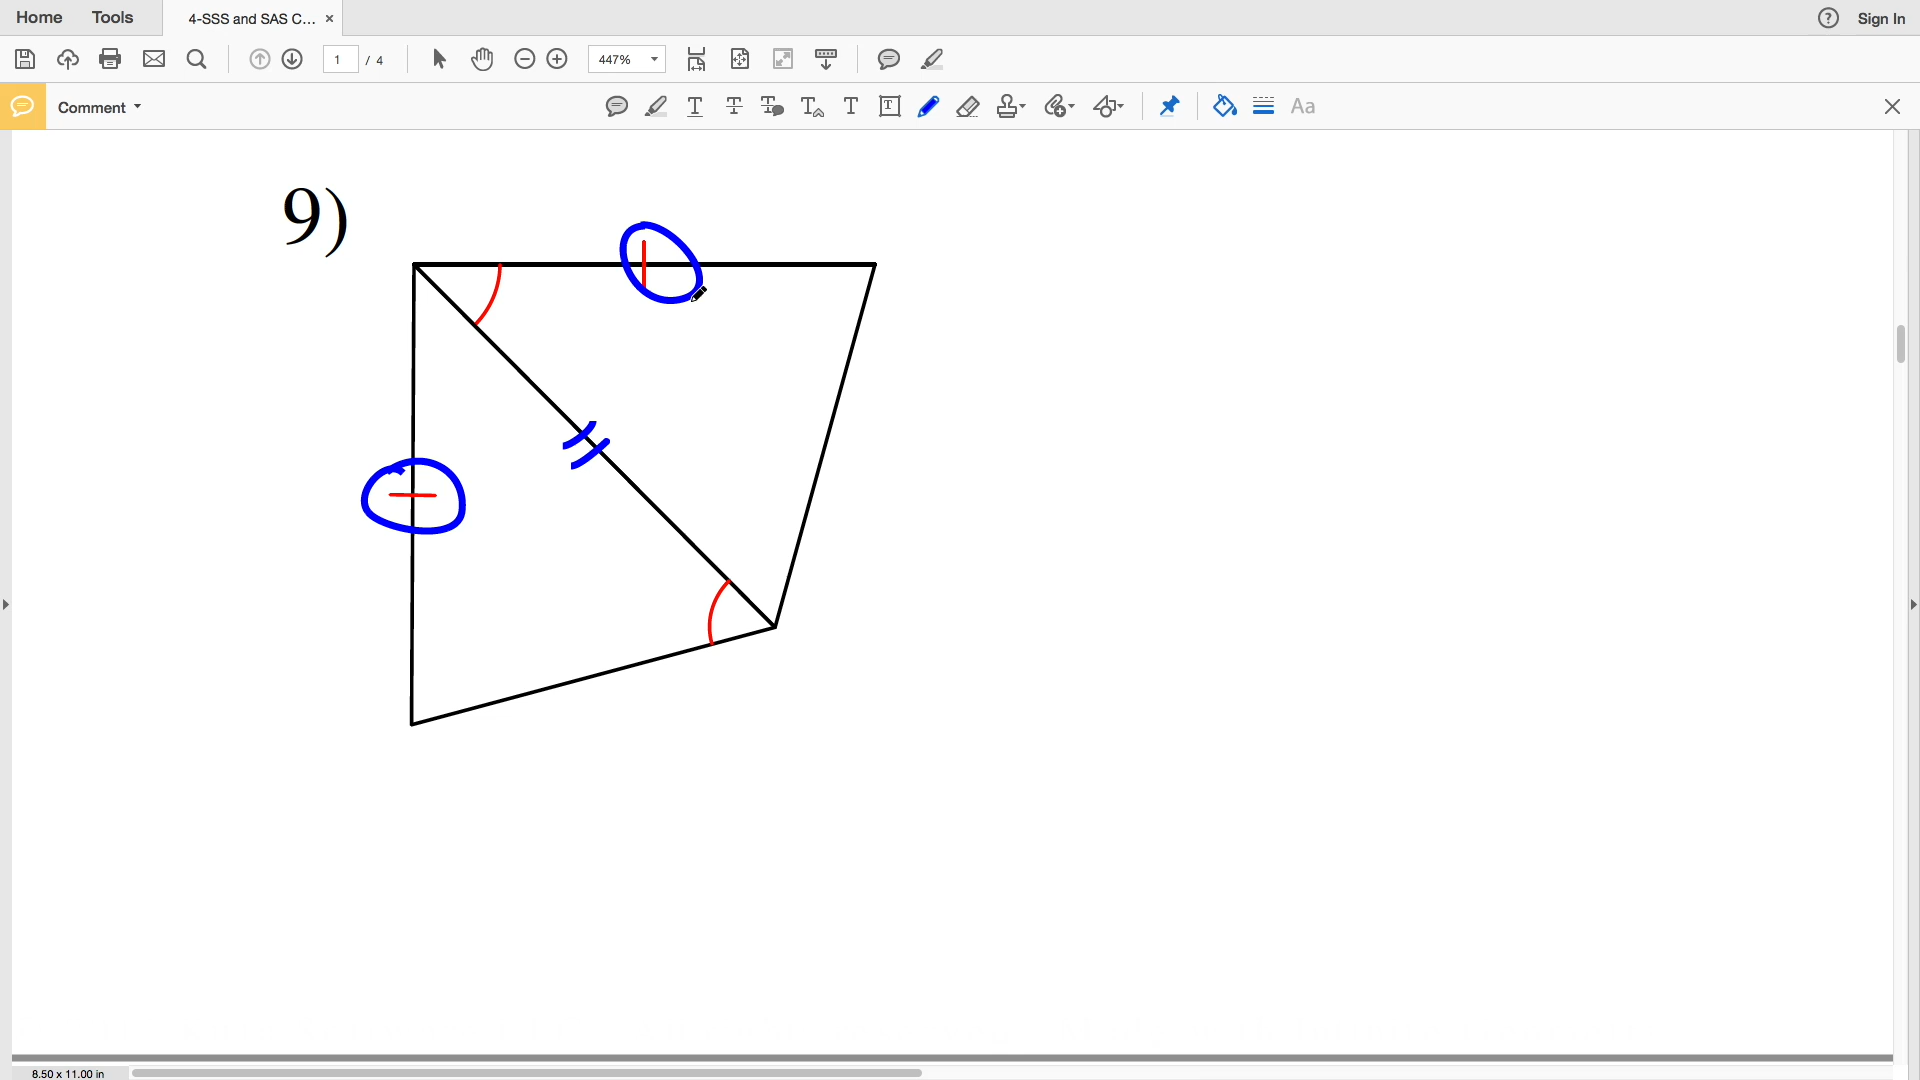 Home Tools 4-SSS and SAS C... × Sign In
1 / 4 447%
Comment Aa
9)
8.50 x 11.00 in